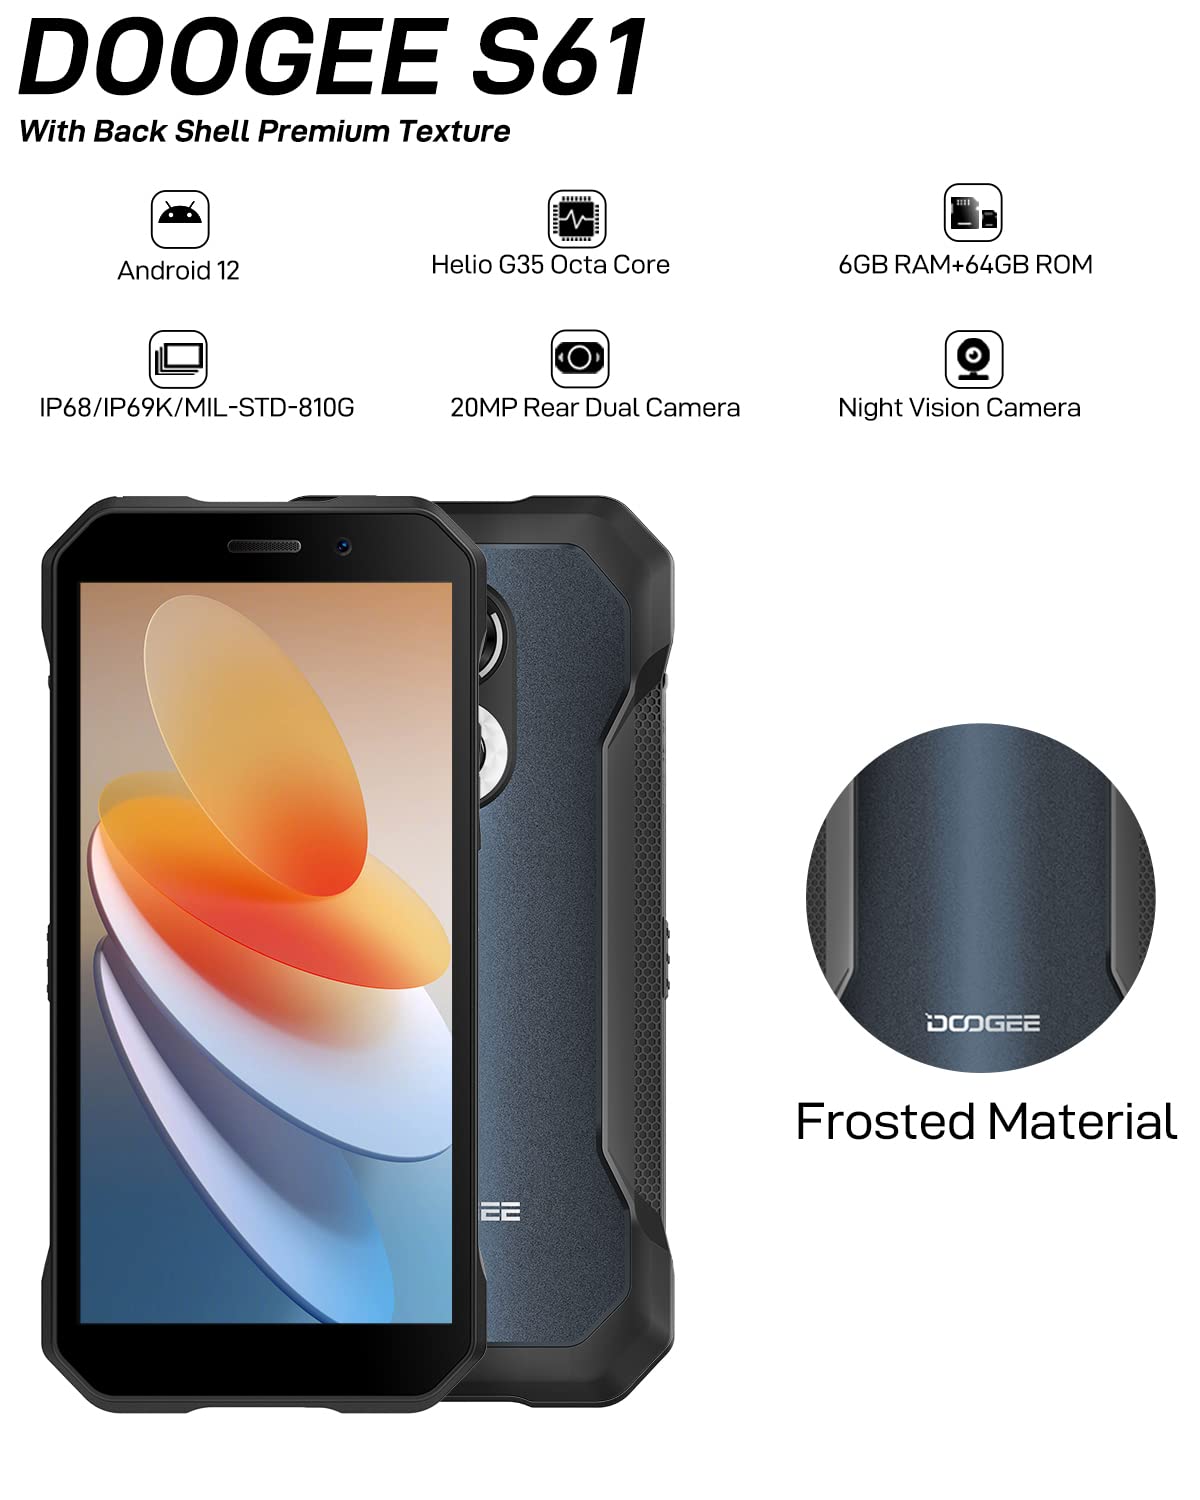 DOOGEE S61
With Back Shell Premium Texture
Android 12
Helio G35 Octa Core
6GB RAM+64GB ROM
IP68/IP69K/MIL-STD-810G
20MP Rear Dual Camera
Night Vision Camera
DOOGEE
Frosted Material
EE